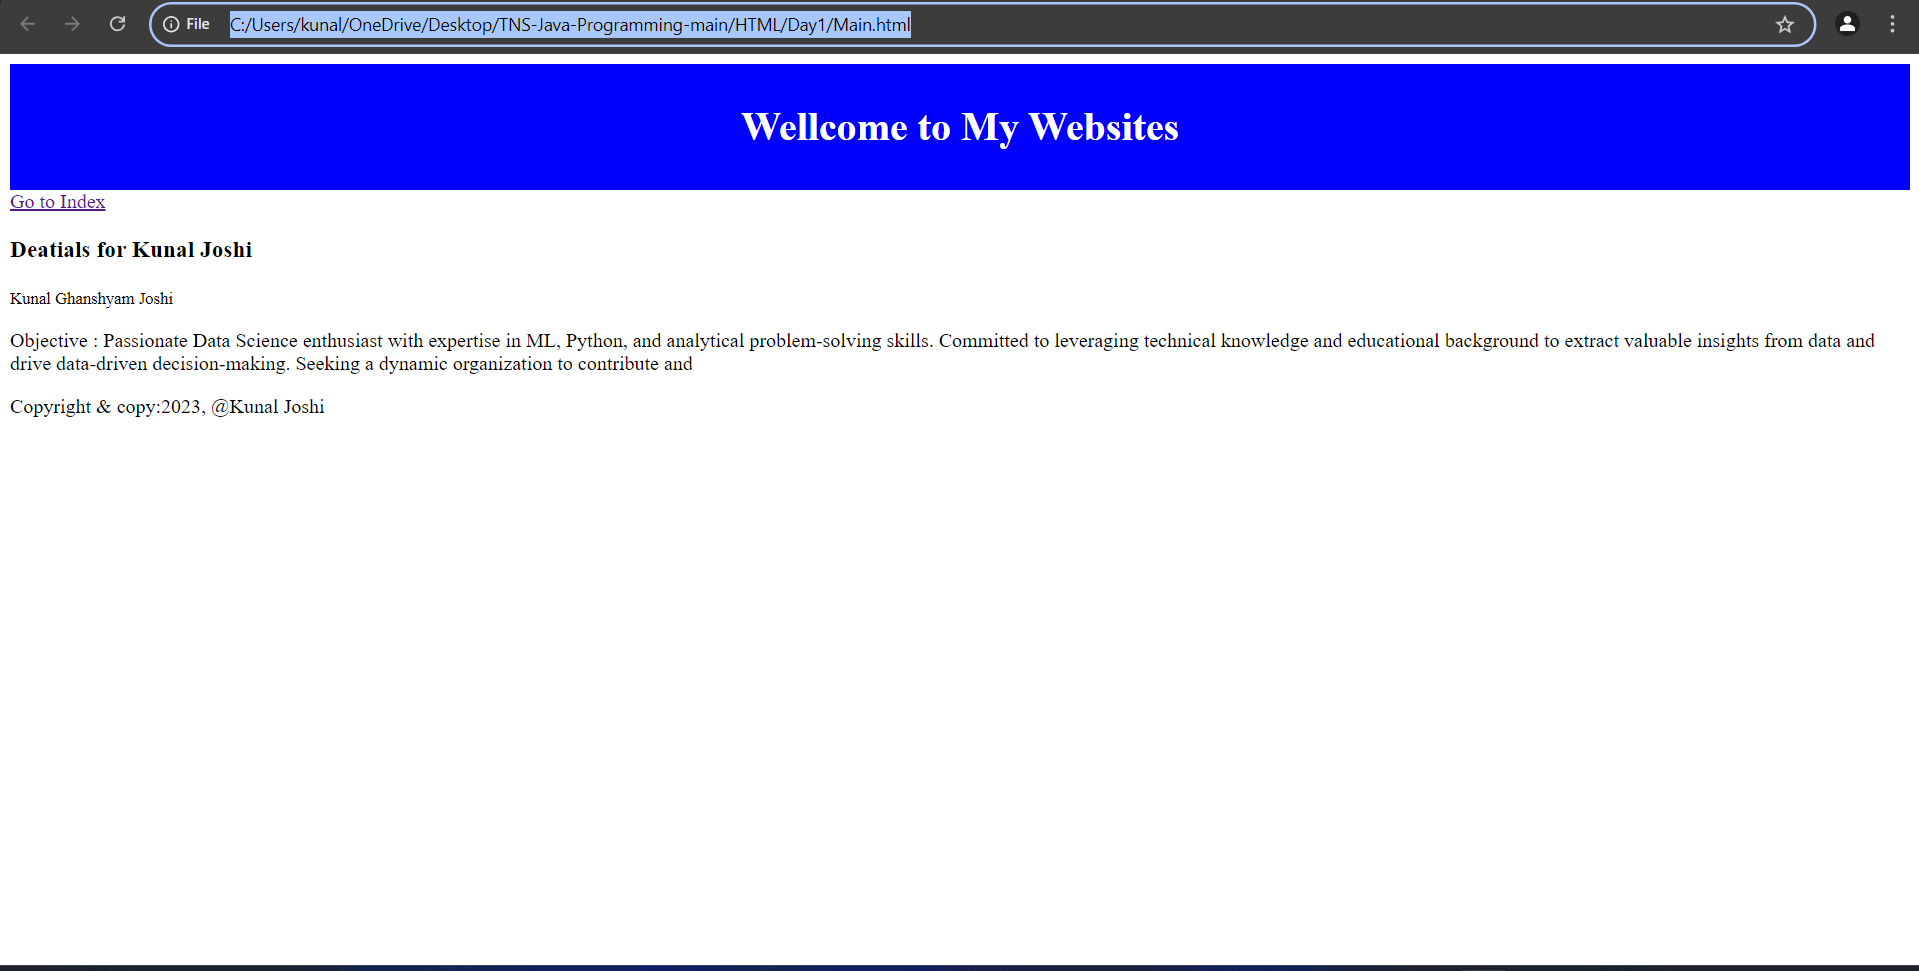 File C:/Users/kunal/OneDrive/Desktop/TNS-Java-Programming-main/HTML/Day1/Main.html
Wellcome to My Websites
Go to Index
Deatials for Kunal Joshi
Kunal Ghanshyam Joshi
Objective : Passionate Data Science enthusiast with expertise in ML, Python, and analytical problem-solving skills. Committed to leveraging technical knowledge and educational background to extract valuable insights from data and
drive data-driven decision-making. Seeking a dynamic organization to contribute and
Copyright & copy:2023, @Kunal Joshi